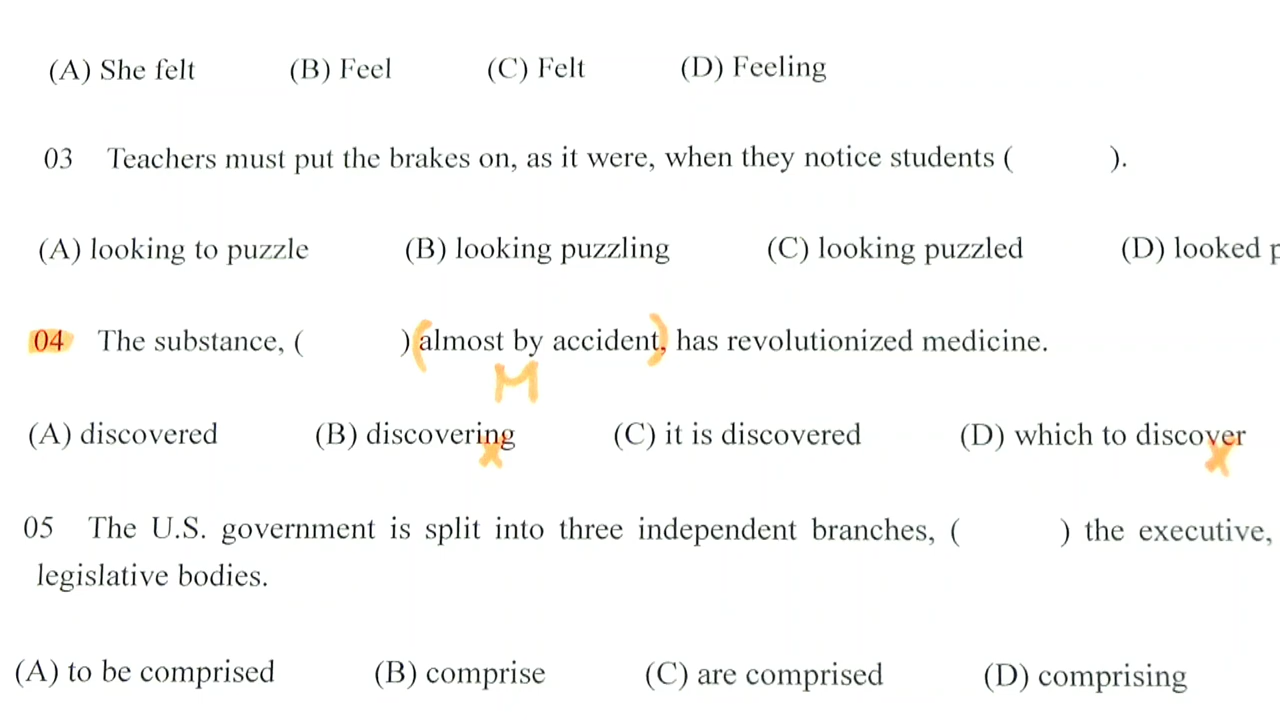 (A) She felt (B) Feel (C) Felt (D) Feeling
03 Teachers must put the brakes on, as it were, when they notice students ( ).
(A) looking to puzzle (B) looking puzzling (C) looking puzzled (D) looked
04 The substance, ( ) (almost by accident,) has revolutionized medicine.
M
(A) discovered (B) discovering (C) it is discovered (D) which to discover
x x
05 The U.S. government is split into three independent branches, ( ) the executive,
legislative bodies.
(A) to be comprised (B) comprise (C) are comprised (D) comprising